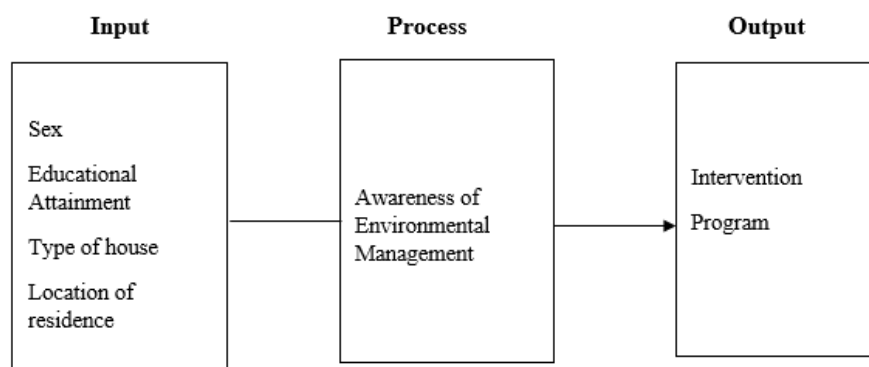 Input
Process
Output
Sex
Educational
Attainment
Type of house
Location of
residence
Awareness of
Environmental
Management
Intervention
Program